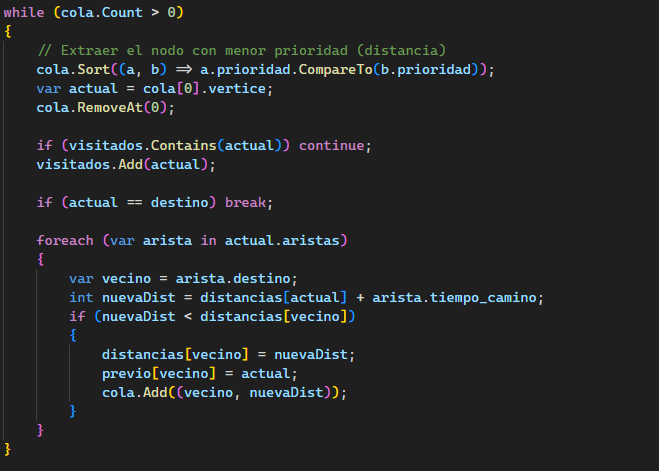 while (cola.Count > 0)
{
    // Extraer el nodo con menor prioridad (distancia)
    cola.Sort((a, b) => a.prioridad.CompareTo(b.prioridad));
    var actual = cola[0].vertice;
    cola.RemoveAt(0);

    if (visitados.Contains(actual)) continue;
    visitados.Add(actual);

    if (actual == destino) break;

    foreach (var arista in actual.aristas)
    {
        var vecino = arista.destino;
        int nuevaDist = distancias[actual] + arista.tiempo_camino;
        if (nuevaDist < distancias[vecino])
        {
            distancias[vecino] = nuevaDist;
            previo[vecino] = actual;
            cola.Add((vecino, nuevaDist));
        }
    }
}